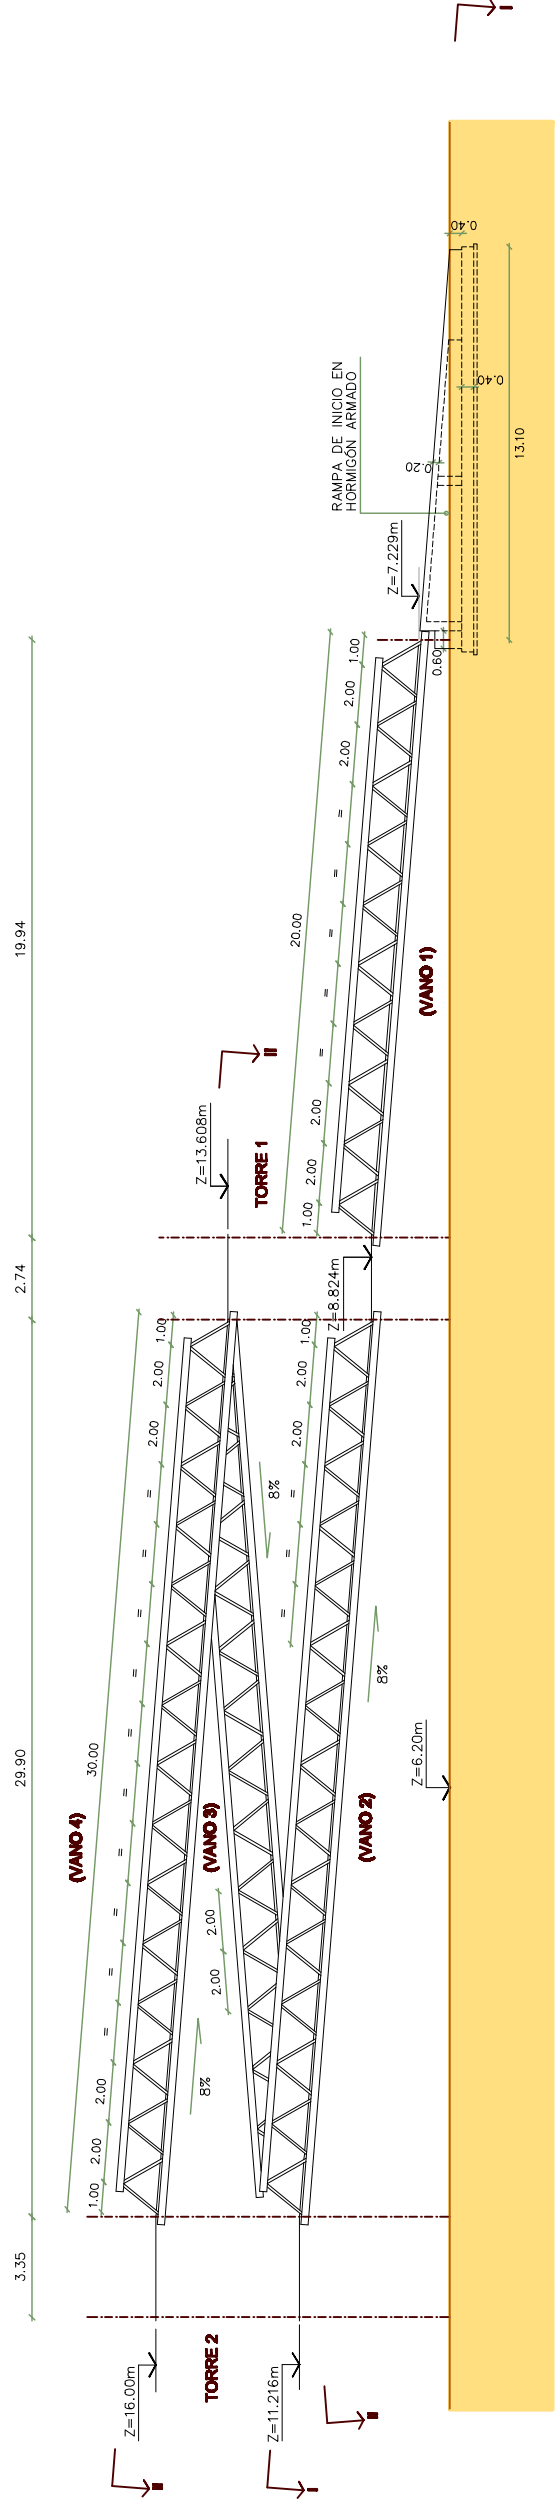 I
0.40
0.40
13.10
RAMPA DE INICIO EN
HORMIGÓN ARMADO
0.20
Z=7.229m
0.60
1.00
2.00
2.00
=
=
=
=
=
2.00
2.00
1.00
20.00
19.94
(VANO 1)
II
Z=13.608m
TORRE 1
2.74
Z=8.824m
1.00
2.00
2.00
=
=
=
=
=
=
=
=
=
=
2.00
2.00
1.00
30.00
29.90
1.00
2.00
2.00
=
=
=
8%
8%
8%
Z=6.20m
(VANO 4)
(VANO 3)
(VANO 2)
2.00
2.00
3.35
TORRE 2
Z=16.00m
Z=11.216m
III
II
I